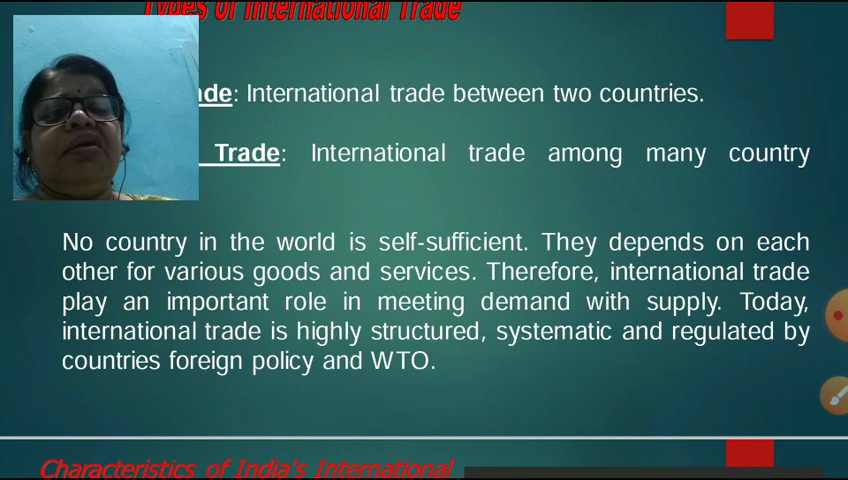 Types of International Trade
ade: International trade between two countries.
Trade: International trade among many country
No country in the world is self-sufficient. They depends on each
other for various goods and services. Therefore, international trade
play an important role in meeting demand with supply. Today,
international trade is highly structured, systematic and regulated by
countries foreign policy and WTO.
Characteristics of India's International